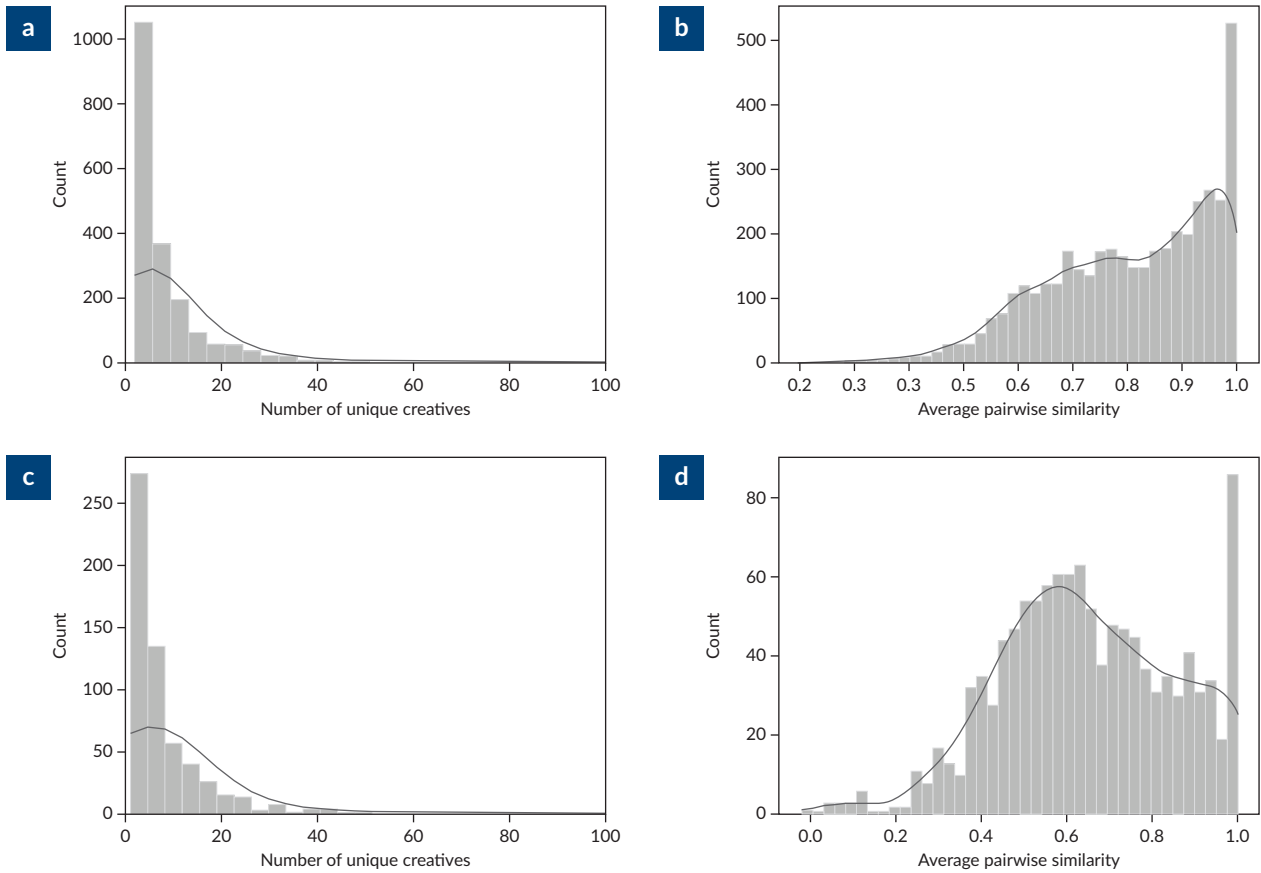 a
1000
800
600
400
200
0
Count
0 20 40 60 80 100
Number of unique creatives
b
500
400
300
200
100
0
Count
0.2 0.3 0.3 0.5 0.6 0.7 0.8 0.9 1.0
Average pairwise similarity
c
250
200
150
100
50
0
Count
0 20 40 60 80 100
Number of unique creatives
d
80
60
40
20
0
Count
0.0 0.2 0.4 0.6 0.8 1.0
Average pairwise similarity